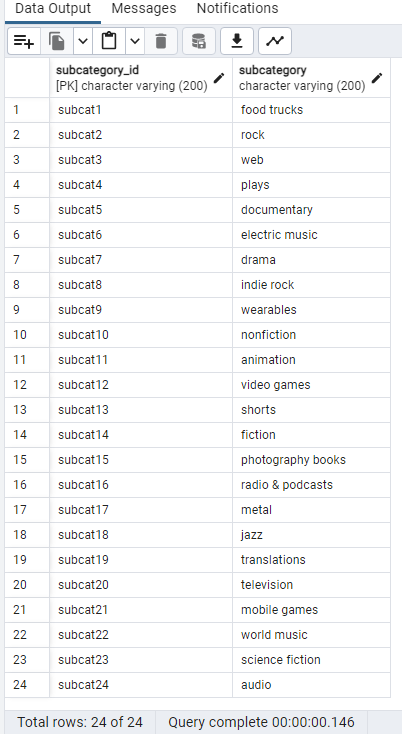 Data Output Messages Notifications
subcategory_id subcategory
[PK] character varying (200) character varying (200)
1 subcat1 food trucks
2 subcat2 rock
3 subcat3 web
4 subcat4 plays
5 subcat5 documentary
6 subcat6 electric music
7 subcat7 drama
8 subcat8 indie rock
9 subcat9 wearables
10 subcat10 nonfiction
11 subcat11 animation
12 subcat12 video games
13 subcat13 shorts
14 subcat14 fiction
15 subcat15 photography books
16 subcat16 radio & podcasts
17 subcat17 metal
18 subcat18 jazz
19 subcat19 translations
20 subcat20 television
21 subcat21 mobile games
22 subcat22 world music
23 subcat23 science fiction
24 subcat24 audio
Total rows: 24 of 24 Query complete 00:00:00.146